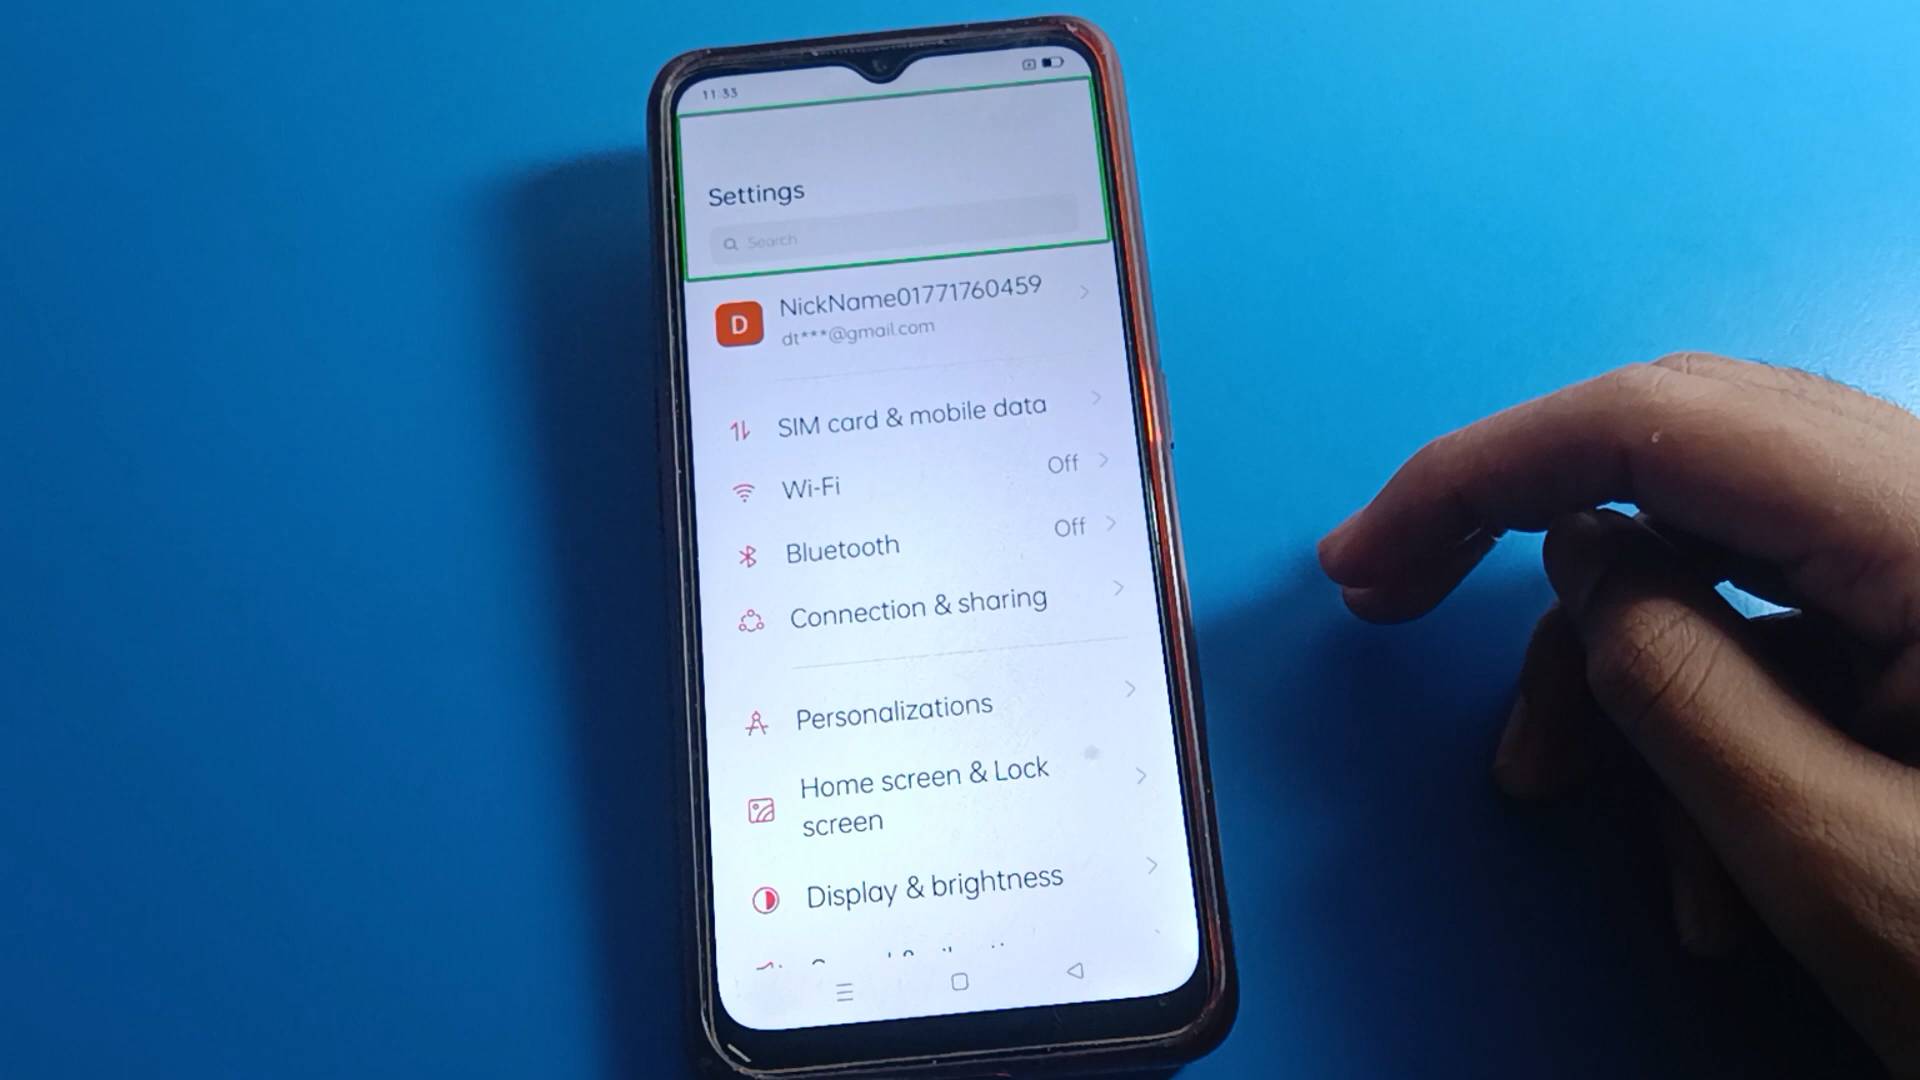 11:33
Settings
Search
D
NickName01771760459
dt***@gmail.com
SIM card & mobile data
Wi-Fi
Off
Bluetooth
Off
Connection & sharing
Personalizations
Home screen & Lock
screen
Display & brightness